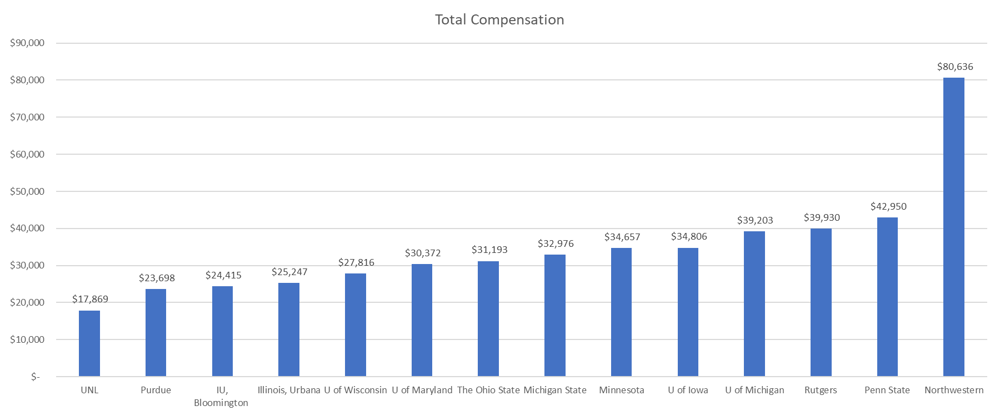 Total Compensation
$90,000
$80,000
$70,000
$60,000
$50,000
$40,000
$30,000
$20,000
$10,000
$-
$17,869
$23,698
$24,415
$25,247
$27,816
$30,372
$31,193
$32,976
$34,657
$34,806
$39,203
$39,930
$42,950
$80,636
UNL
Purdue
IU,
Bloomington
Illinois, Urbana
U of Wisconsin
U of Maryland
The Ohio State
Michigan State
Minnesota
U of Iowa
U of Michigan
Rutgers
Penn State
Northwestern